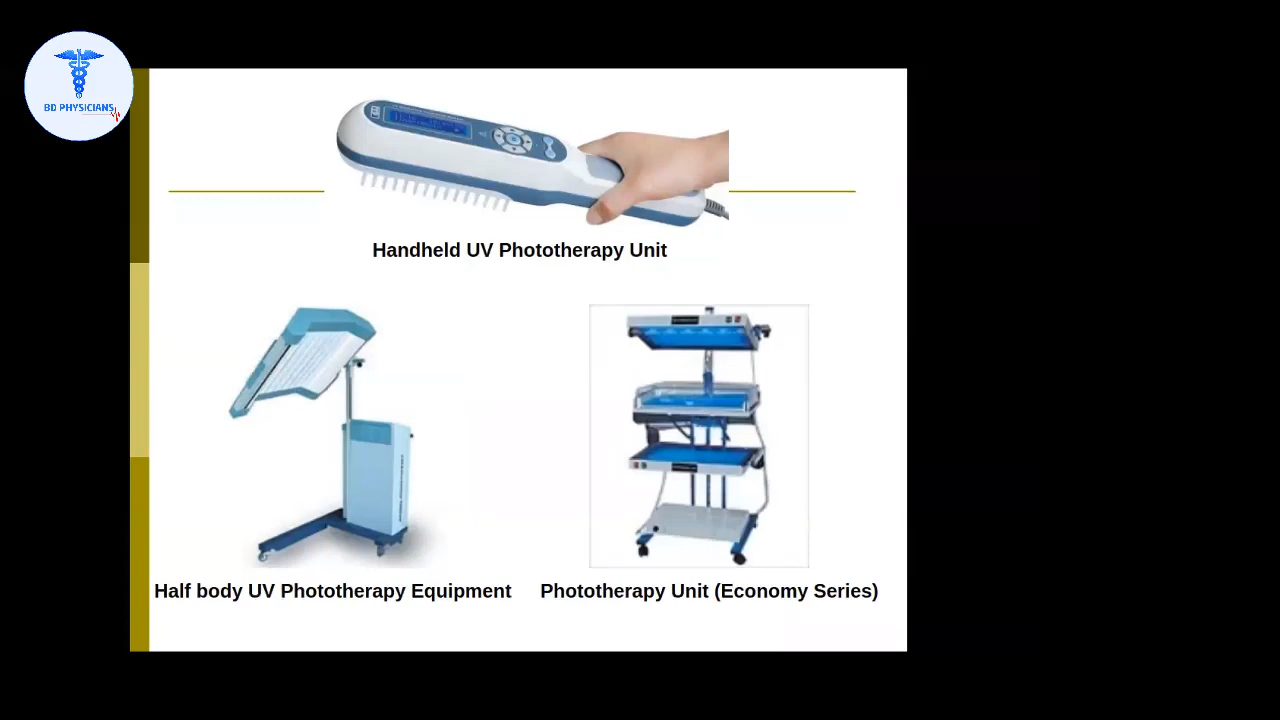 BD PHYSICIANS
Handheld UV Phototherapy Unit
Half body UV Phototherapy Equipment
Phototherapy Unit (Economy Series)